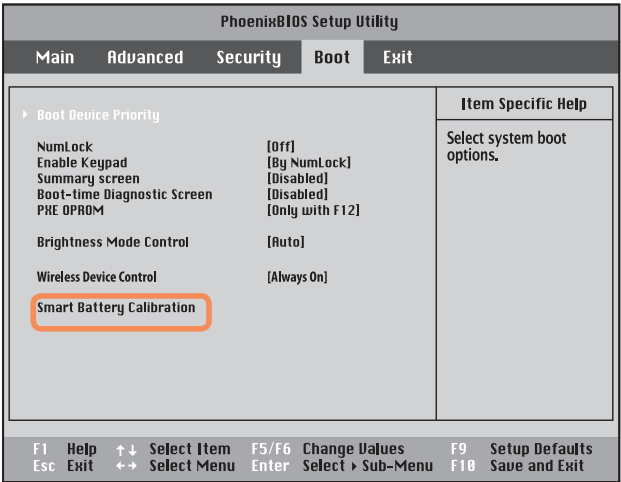 PhoenixBIOS Setup Utility
Main Advanced Security Boot Exit
Boot Device Priority
NumLock [Off]
Enable Keypad [By NumLock]
Summary screen [Disabled]
Boot-time Diagnostic Screen [Disabled]
PXE OPROM [Only with F12]
Brightness Mode Control [Auto]
Wireless Device Control [Always On]
Smart Battery Calibration
Item Specific Help
Select system boot
options.
F1 Help ↑↓ Select Item F5/F6 Change Values F9 Setup Defaults
Esc Exit ←→ Select Menu Enter Select ▸ Sub-Menu F10 Save and Exit